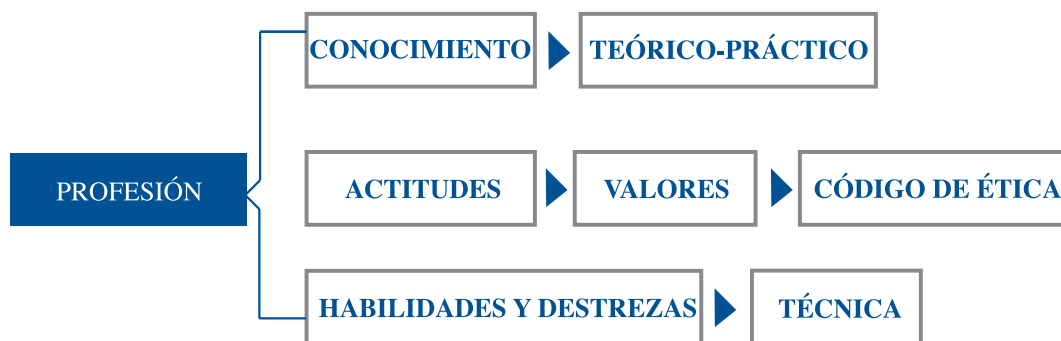 CONOCIMIENTO TEÓRICO-PRÁCTICO
PROFESIÓN ACTITUDES VALORES CÓDIGO DE ÉTICA
HABILIDADES Y DESTREZAS TÉCNICA